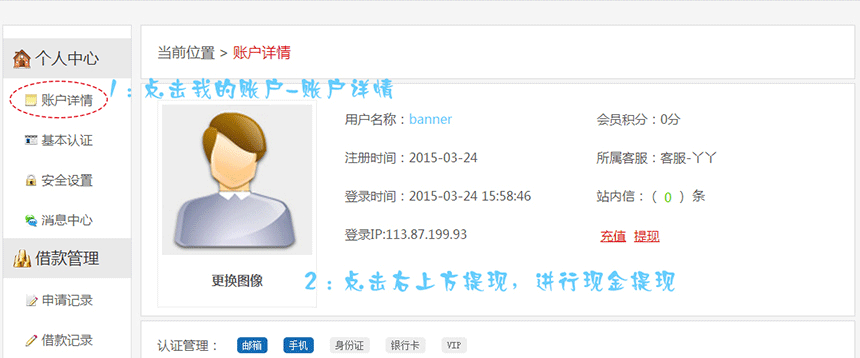 个人中心
账户详情
基本认证
安全设置
消息中心
借款管理
申请记录
借款记录
当前位置 > 账户详情
1：点击我的账户-账户详情
用户名称：banner
会员积分：0分
注册时间：2015-03-24
所属客服：客服-丫丫
登录时间：2015-03-24 15:58:46
站内信：（ 0 ）条
登录IP:113.87.199.93
充值 提现
更换图像
2：点击右上方提现，进行现金提现
认证管理： 邮箱 手机 身份证 银行卡 VIP